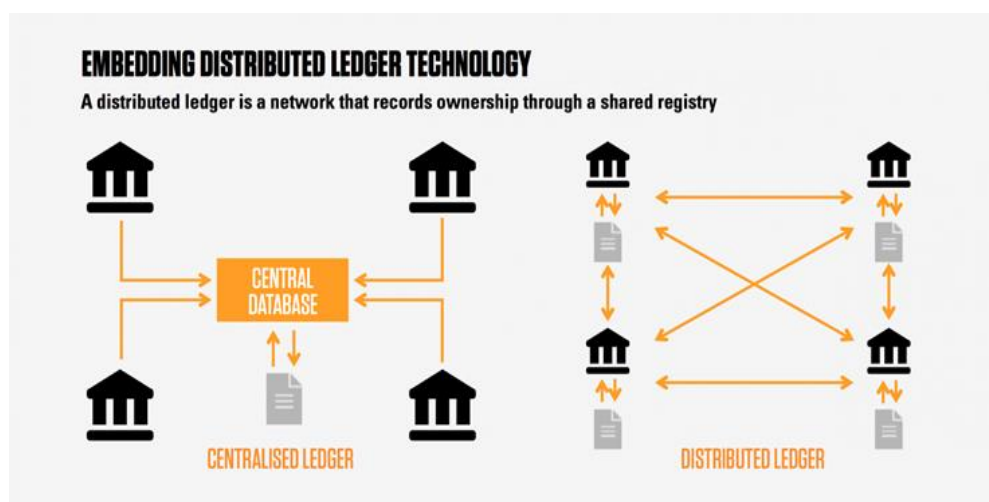 EMBEDDING DISTRIBUTED LEDGER TECHNOLOGY
A distributed ledger is a network that records ownership through a shared registry
CENTRAL
DATABASE
CENTRALISED LEDGER
DISTRIBUTED LEDGER